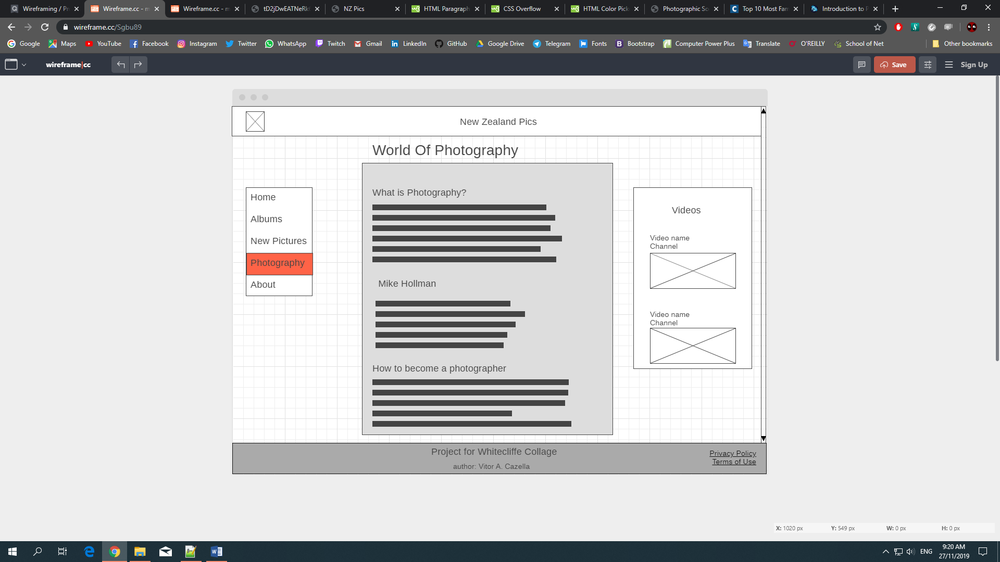 Wireframing / Pr
Wireframe.cc - m
Wireframe.cc - m
tD2jDwEATNeRk
NZ Pics
HTML Paragraph
CSS Overflow
HTML Color Pick
Photographic So
Top 10 Most Fam
Introduction to P
wireframe.cc/Sgbu89
Google
Maps
YouTube
Facebook
Instagram
Twitter
WhatsApp
Twitch
Gmail
LinkedIn
GitHub
Google Drive
Telegram
Fonts
Bootstrap
Computer Power Plus
Translate
O'REILLY
School of Net
Other bookmarks
wireframe|cc
Save
Sign Up
New Zealand Pics
World Of Photography
Home
Albums
New Pictures
Photography
About
What is Photography?
Mike Hollman
How to become a photographer
Videos
Video name
Channel
Video name
Channel
Project for Whitecliffe Collage
author: Vitor A. Cazella
Privacy Policy
Terms of Use
X: 1020 px
Y: 549 px
W: 0 px
H: 0 px
ENG
9:20 AM
27/11/2019